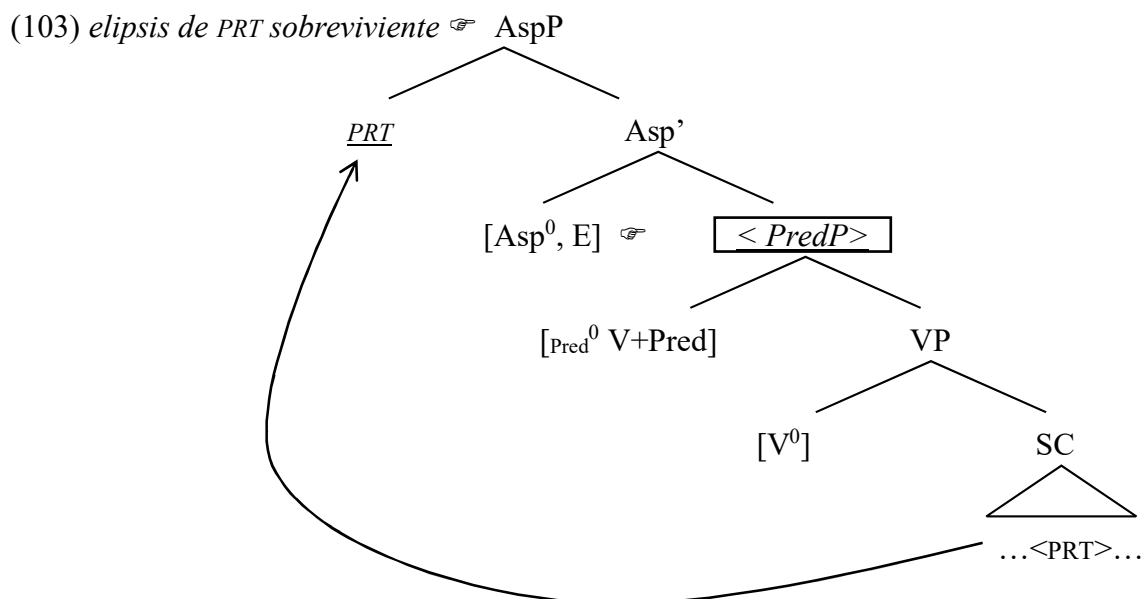 (103) elipsis de PRT sobreviviente ☞ AspP
PRT Asp’
[Asp⁰, E] ☞ < PredP>
[Pred⁰ V+Pred] VP
[V⁰] SC
…<PRT>…